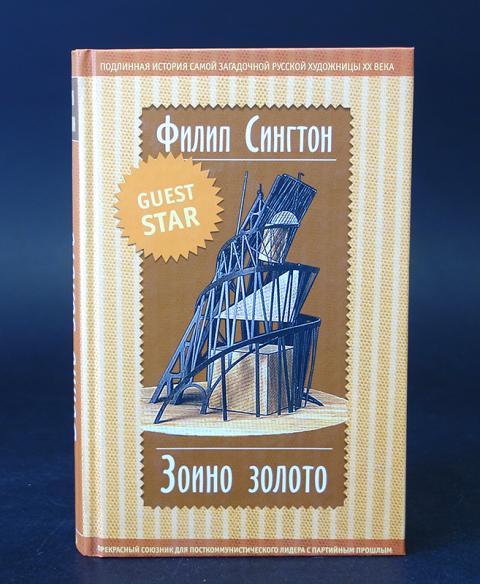 ПОДЛИННАЯ ИСТОРИЯ САМОЙ ЗАГАДОЧНОЙ РУССКОЙ ХУДОЖНИЦЫ XX ВЕКА
Филип Сингтон
GUEST
STAR
Зоино золото
ПРЕКРАСНЫЙ СОЮЗНИК ДЛЯ ПОСТКОММУНИСТИЧЕСКОГО ЛИДЕРА С ПАРТИЙНЫМ ПРОШЛЫМ